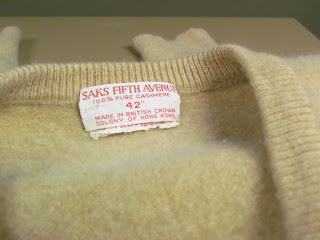 SAKS FIFTH AVENUE
100% PURE CASHMERE
42"
MADE IN BRITISH CROWN
COLONY OF HONG KONG